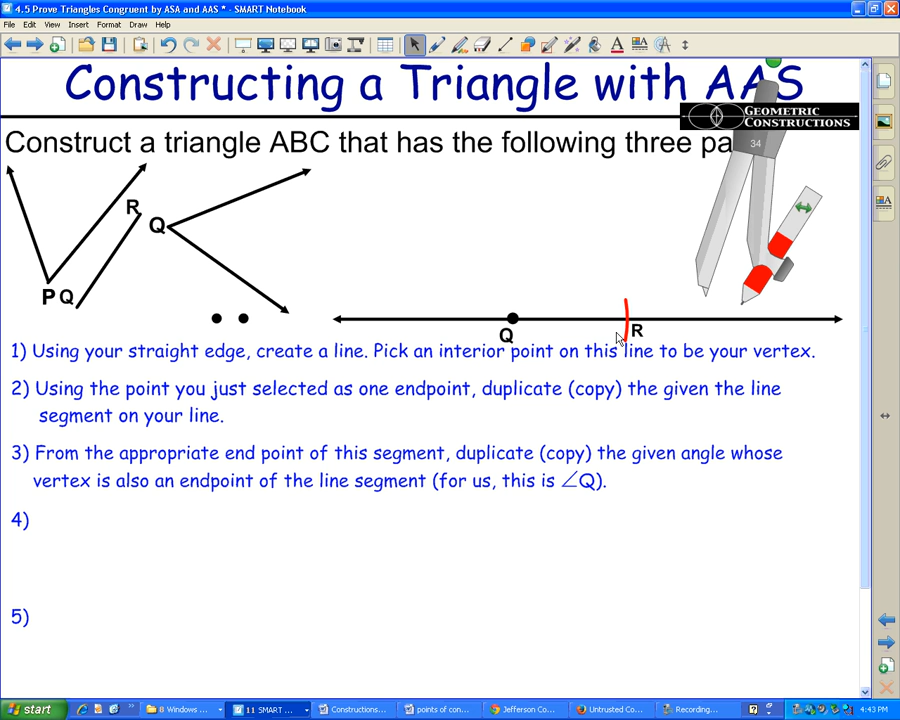 4.5 Prove Triangles Congruent by ASA and AAS * - SMART Notebook
File Edit View Insert Format Draw Help
Constructing a Triangle with AAS
GEOMETRIC
CONSTRUCTIONS
Construct a triangle ABC that has the following three pa
34
R
Q
P Q
Q
R
1) Using your straight edge, create a line. Pick an interior point on this line to be your vertex.
2) Using the point you just selected as one endpoint, duplicate (copy) the given the line
segment on your line.
3) From the appropriate end point of this segment, duplicate (copy) the given angle whose
vertex is also an endpoint of the line segment (for us, this is ∠Q).
4)
5)
start
8 Windows ...
11 SMART ...
Constructions...
points of con...
Jefferson Co...
Untrusted Co...
Recording...
4:43 PM